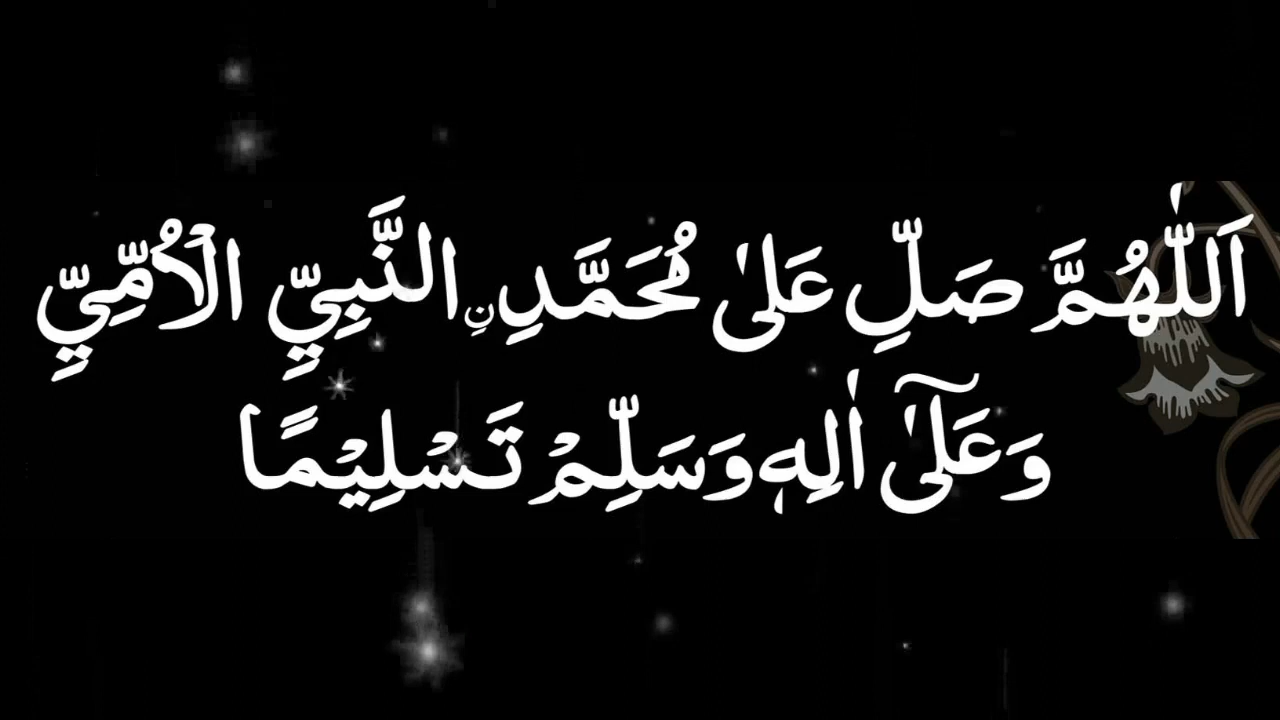 اَللّٰهُمَّ صَلِّ عَلٰى مُحَمَّدِ نِ النَّبِيِّ الْاُمِّيِّ
وَعَلٰٓى اٰلِهٖ وَسَلِّمْ تَسْلِيْمًا